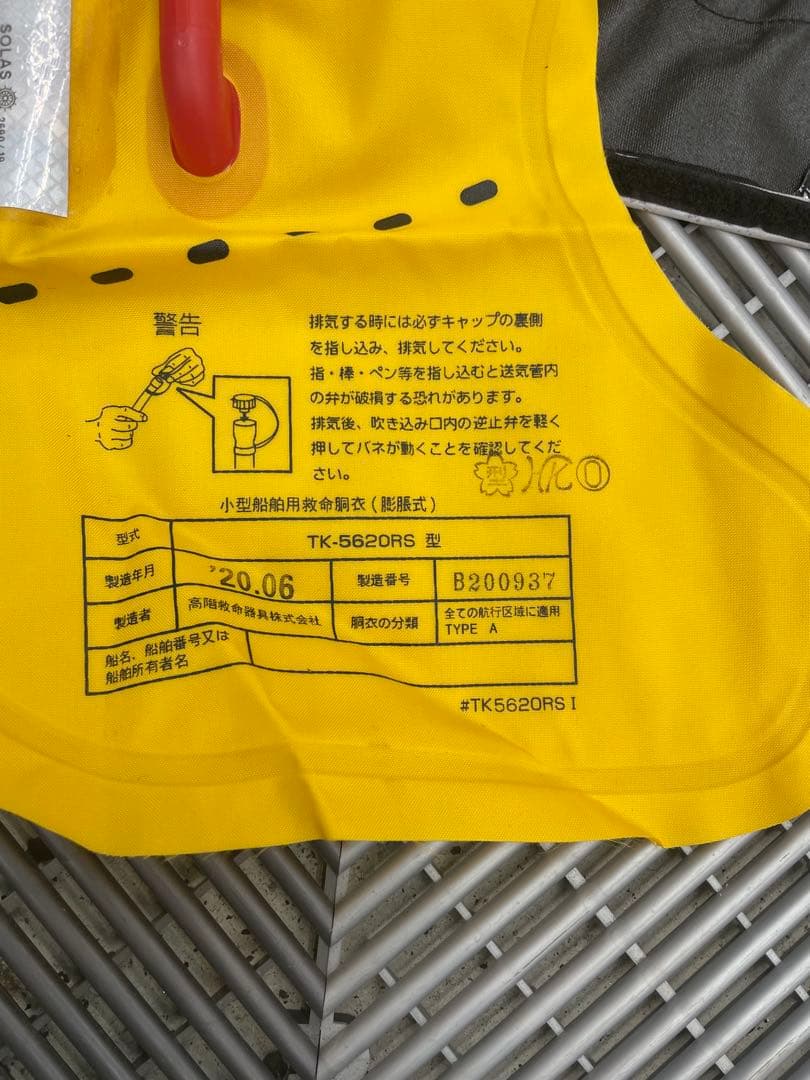 SOLAS
警告
排気する時には必ずキャップの裏側
を指し込み、排気してください。
指・棒・ペン等を指し込むと送気管内
の弁が破損する恐れがあります。
排気後、吹き込み口内の逆止弁を軽く
押してバネが動くことを確認してくだ
さい。
型 HK
小型船舶用救命胴衣(膨脹式)
型式 TK-5620RS 型
製造年月 '20.06 製造番号 B200937
製造者 高階救命器具株式会社 胴衣の分類 全ての航行区域に適用
TYPE A
船名、船舶番号又は
船舶所有者名
#TK5620RS I